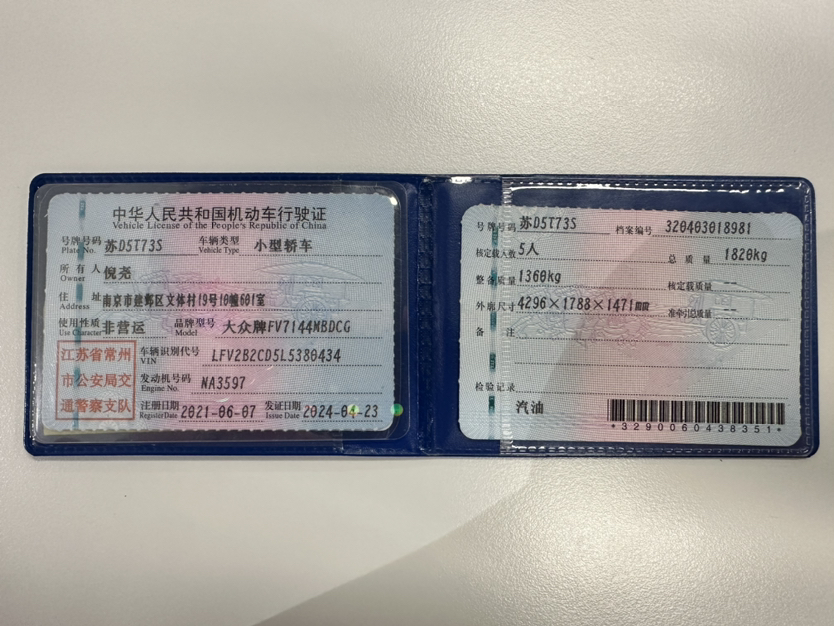 中华人民共和国机动车行驶证
Vehicle License of the People's Republic of China
号牌号码 苏D5T73S 车辆类型 小型轿车
Plate No. Vehicle Type
所有人 倪尧
Owner
住址 南京市建邺区文体村19号10幢601室
Address
使用性质 非营运 品牌型号 大众牌FV7144MBDCG
Use Character Model
江苏省常州
市公安局交
通警察支队
车辆识别代号 LFV2B2CD5L5380434
VIN
发动机号码 NA3597
Engine No.
注册日期 2021-06-07 发证日期 2024-04-23
Register Date Issue Date
号牌号码 苏D5T73S 档案编号 320403018981
核定载人数 5人 总质量 1820kg
整备质量 1360kg 核定载质量 --
外廓尺寸 4296×1788×1471mm 准牵引总质量 --
备注
检验记录
汽油
*3290060438351*